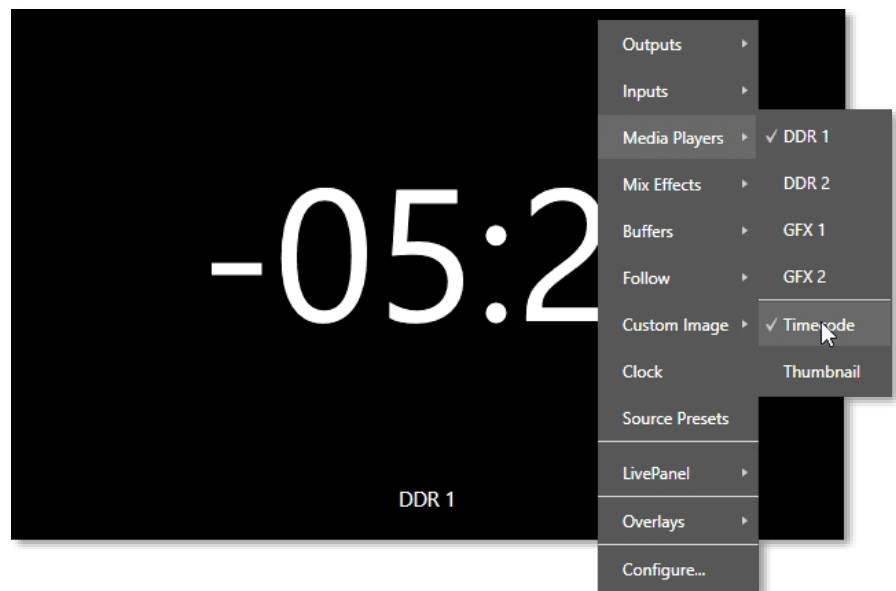 -05:2
DDR 1
Outputs
Inputs
Media Players
Mix Effects
Buffers
Follow
Custom Image
Clock
Source Presets
LivePanel
Overlays
Configure...
DDR 1
DDR 2
GFX 1
GFX 2
Timecode
Thumbnail